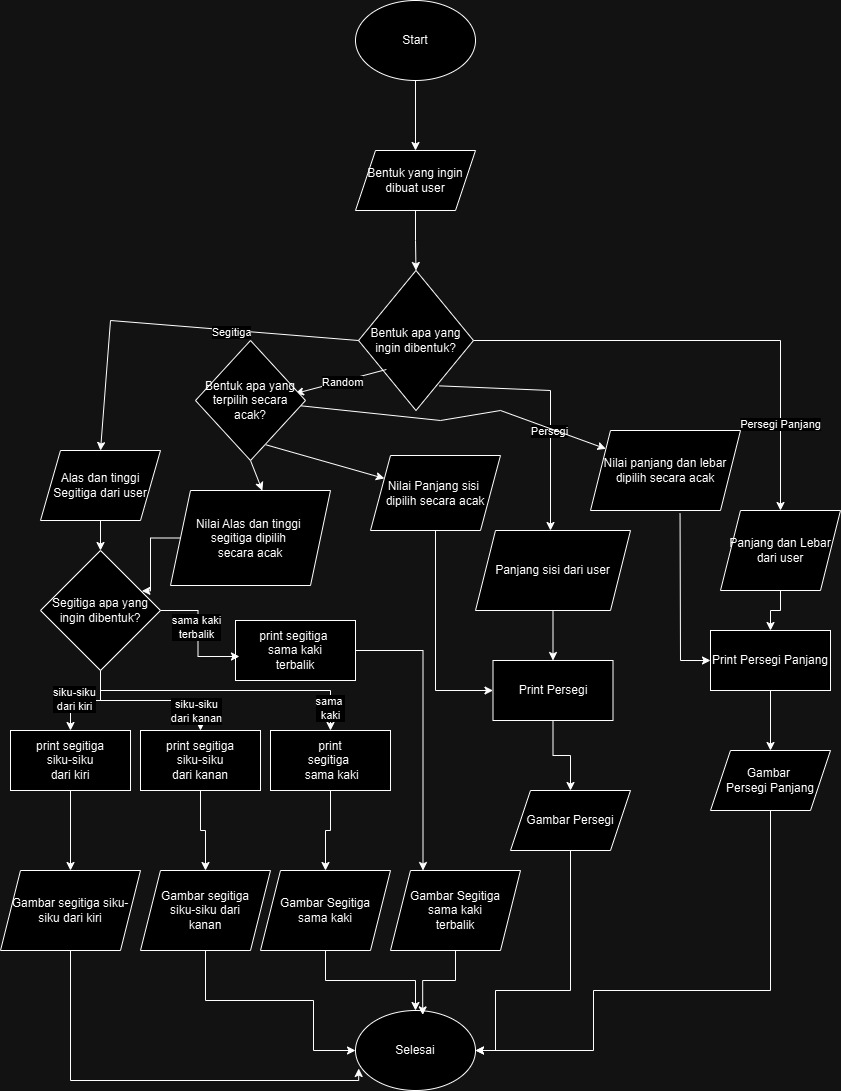 Start
Bentuk yang ingin
dibuat user
Bentuk apa yang
ingin dibentuk?
Segitiga
Random
Persegi
Persegi Panjang
Bentuk apa yang
terpilih secara
acak?
Alas dan tinggi
Segitiga dari user
Nilai Alas dan tinggi
segitiga dipilih
secara acak
Nilai Panjang sisi
dipilih secara acak
Nilai panjang dan lebar
dipilih secara acak
Panjang sisi dari user
Panjang dan Lebar
dari user
Segitiga apa yang
ingin dibentuk?
sama kaki
terbalik
print segitiga
sama kaki
terbalik
Print Persegi
Print Persegi Panjang
siku-siku
dari kiri
siku-siku
dari kanan
sama
kaki
print segitiga
siku-siku
dari kiri
print segitiga
siku-siku
dari kanan
print
segitiga
sama kaki
Gambar
Persegi Panjang
Gambar Persegi
Gambar segitiga siku-
siku dari kiri
Gambar segitiga
siku-siku dari
kanan
Gambar Segitiga
sama kaki
Gambar Segitiga
sama kaki
terbalik
Selesai